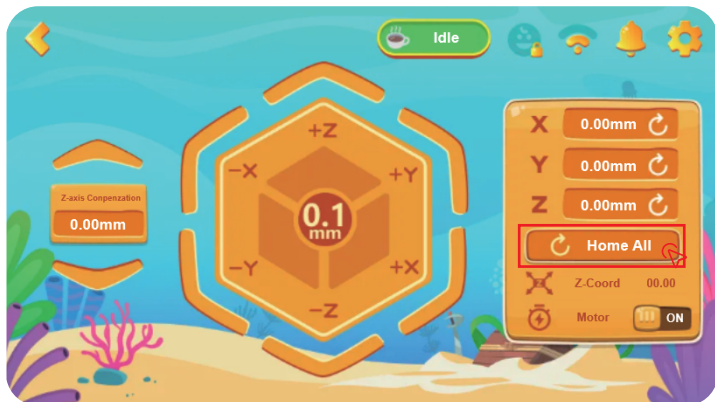 Idle
Z-axis Conpenzation
0.00mm
+Z
-X
+Y
0.1
mm
-Y
+X
-Z
X 0.00mm
Y 0.00mm
Z 0.00mm
Home All
Z Z-Coord 00.00
Motor ON